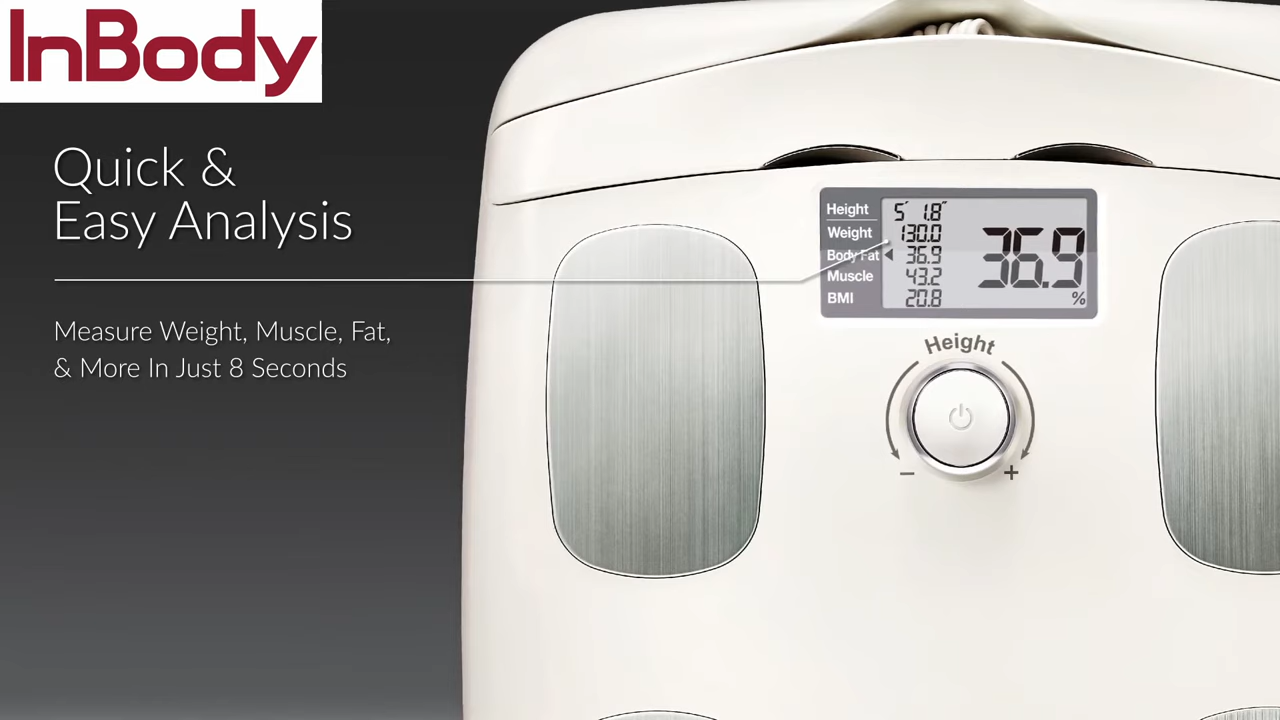 InBody
Quick &
Easy Analysis
Measure Weight, Muscle, Fat,
& More In Just 8 Seconds
Height 5' 1.8"
Weight 130.0
Body Fat 36.9
Muscle 43.2
BMI 20.8
36.9
%
Height
− +